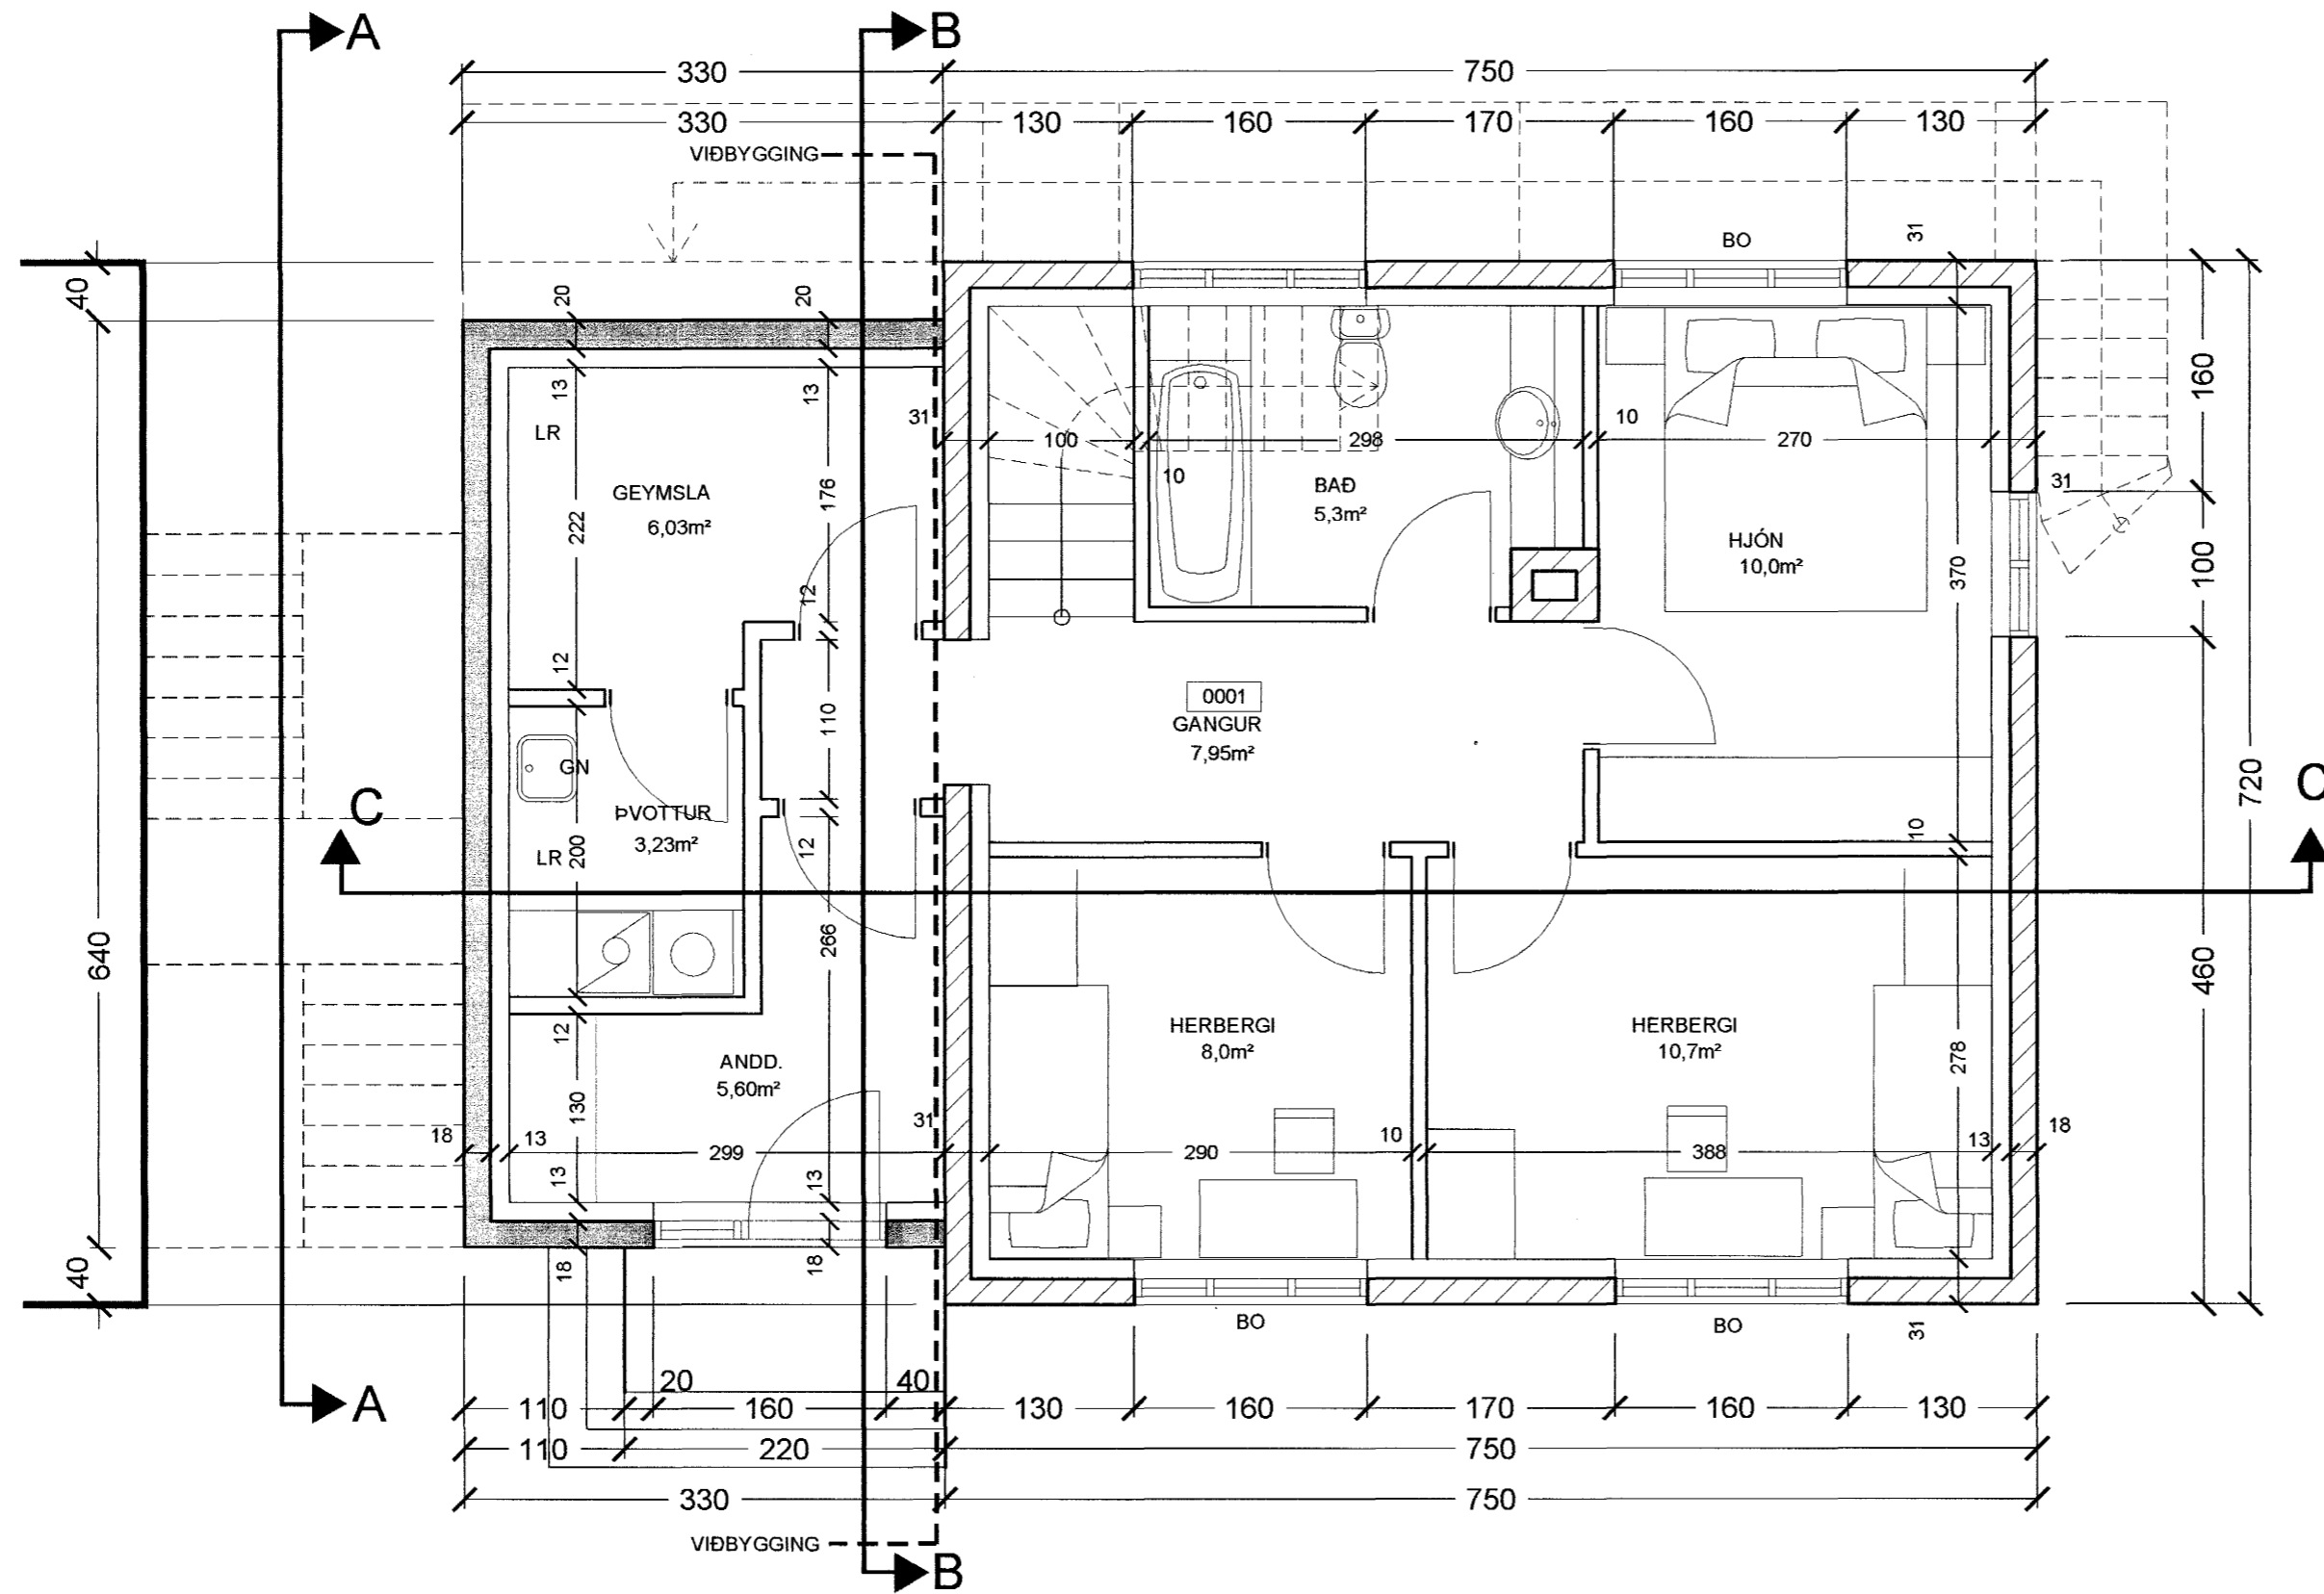 A
B
330
750
330
130
160
170
160
130
VIÐBYGGING
BO
31
40
20
20
13
13
LR
31
100
298
10
270
10
160
GEYMSLA
6,03m²
176
222
BAÐ
5,3m²
31
HJÓN
10,0m²
370
100
12
12
0001
GANGUR
7,95m²
110
GN
ÞVOTTUR
3,23m²
LR
200
12
10
720
C
C
640
266
460
12
HERBERGI
8,0m²
HERBERGI
10,7m²
278
ANDD.
5,60m²
130
31
18
13
299
290
10
388
13
18
13
13
18
18
BO
BO
31
40
20
40
A
110
160
130
160
170
160
130
110
220
750
330
750
VIÐBYGGING
B